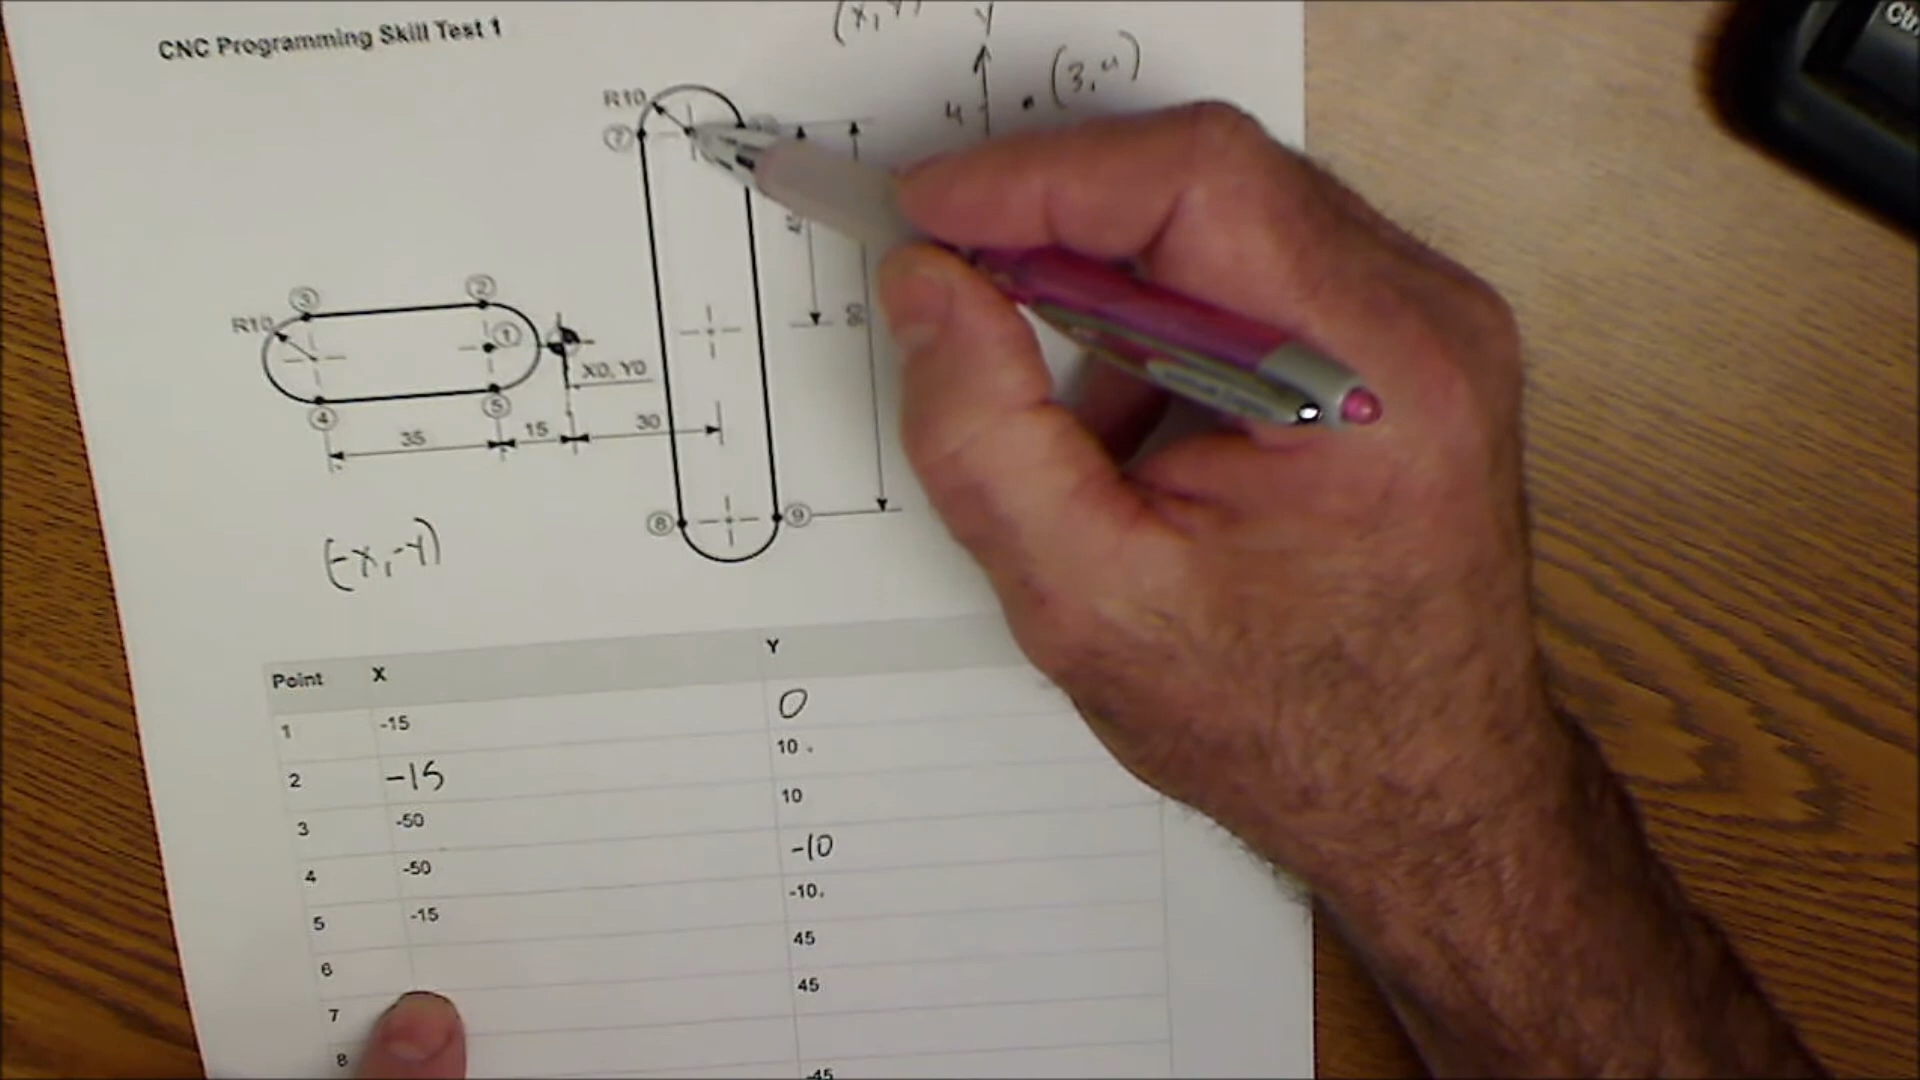 CNC Programming Skill Test 1
Y
R10
4
(3,4)
7
3
2
R10
1
X0, Y0
90
4
5
35
15
30
8
9
(-X, -Y)
Point X Y
1 -15 0
2 -15 10.
3 -50 10
4 -50 -10
5 -15 -10.
6 45
7 45
8
-45
Ctr